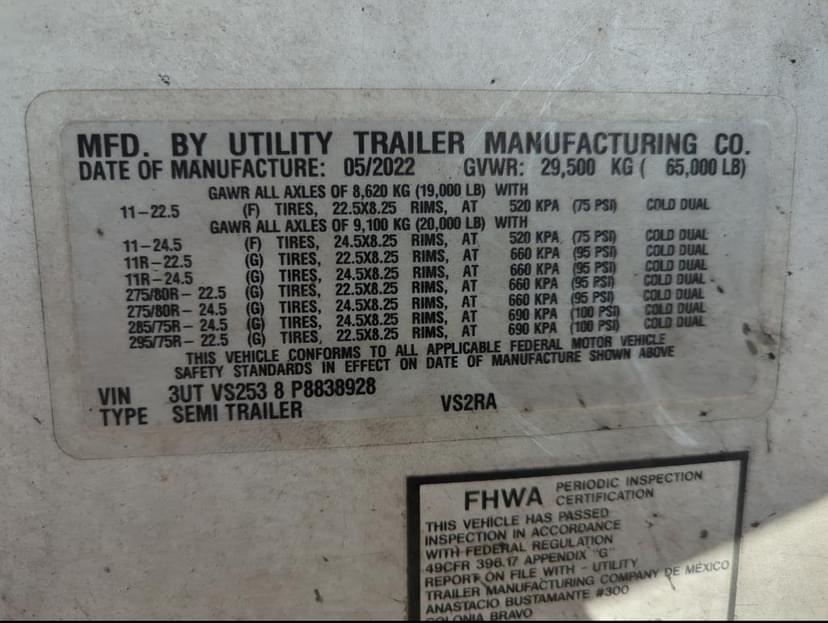 MFD. BY UTILITY TRAILER MANUFACTURING CO.
DATE OF MANUFACTURE: 05/2022 GVWR: 29,500 KG ( 65,000 LB)
GAWR ALL AXLES OF 8,620 KG (19,000 LB) WITH
11-22.5 (F) TIRES, 22.5X8.25 RIMS, AT 520 KPA (75 PSI) COLD DUAL
GAWR ALL AXLES OF 9,100 KG (20,000 LB) WITH
11-24.5 (F) TIRES, 24.5X8.25 RIMS, AT 520 KPA (75 PSI) COLD DUAL
11R-22.5 (G) TIRES, 22.5X8.25 RIMS, AT 660 KPA (95 PSI) COLD DUAL
11R-24.5 (G) TIRES, 24.5X8.25 RIMS, AT 660 KPA (95 PSI) COLD DUAL
275/80R-22.5 (G) TIRES, 22.5X8.25 RIMS, AT 660 KPA (95 PSI) COLD DUAL
275/80R-24.5 (G) TIRES, 24.5X8.25 RIMS, AT 660 KPA (95 PSI) COLD DUAL
285/75R-24.5 (G) TIRES, 24.5X8.25 RIMS, AT 690 KPA (100 PSI) COLD DUAL
295/75R-22.5 (G) TIRES, 22.5X8.25 RIMS, AT 690 KPA (100 PSI) COLD DUAL
THIS VEHICLE CONFORMS TO ALL APPLICABLE FEDERAL MOTOR VEHICLE
SAFETY STANDARDS IN EFFECT ON DATE OF MANUFACTURE SHOWN ABOVE
VIN 3UT VS253 8 P8838928
TYPE SEMI TRAILER VS2RA
FHWA PERIODIC INSPECTION
CERTIFICATION
THIS VEHICLE HAS PASSED
INSPECTION IN ACCORDANCE
WITH FEDERAL REGULATION
49CFR 396.17 APPENDIX "G"
REPORT ON FILE WITH - UTILITY
TRAILER MANUFACTURING COMPANY DE MÉXICO
ANASTACIO BUSTAMANTE #300
COLONIA BRAVO